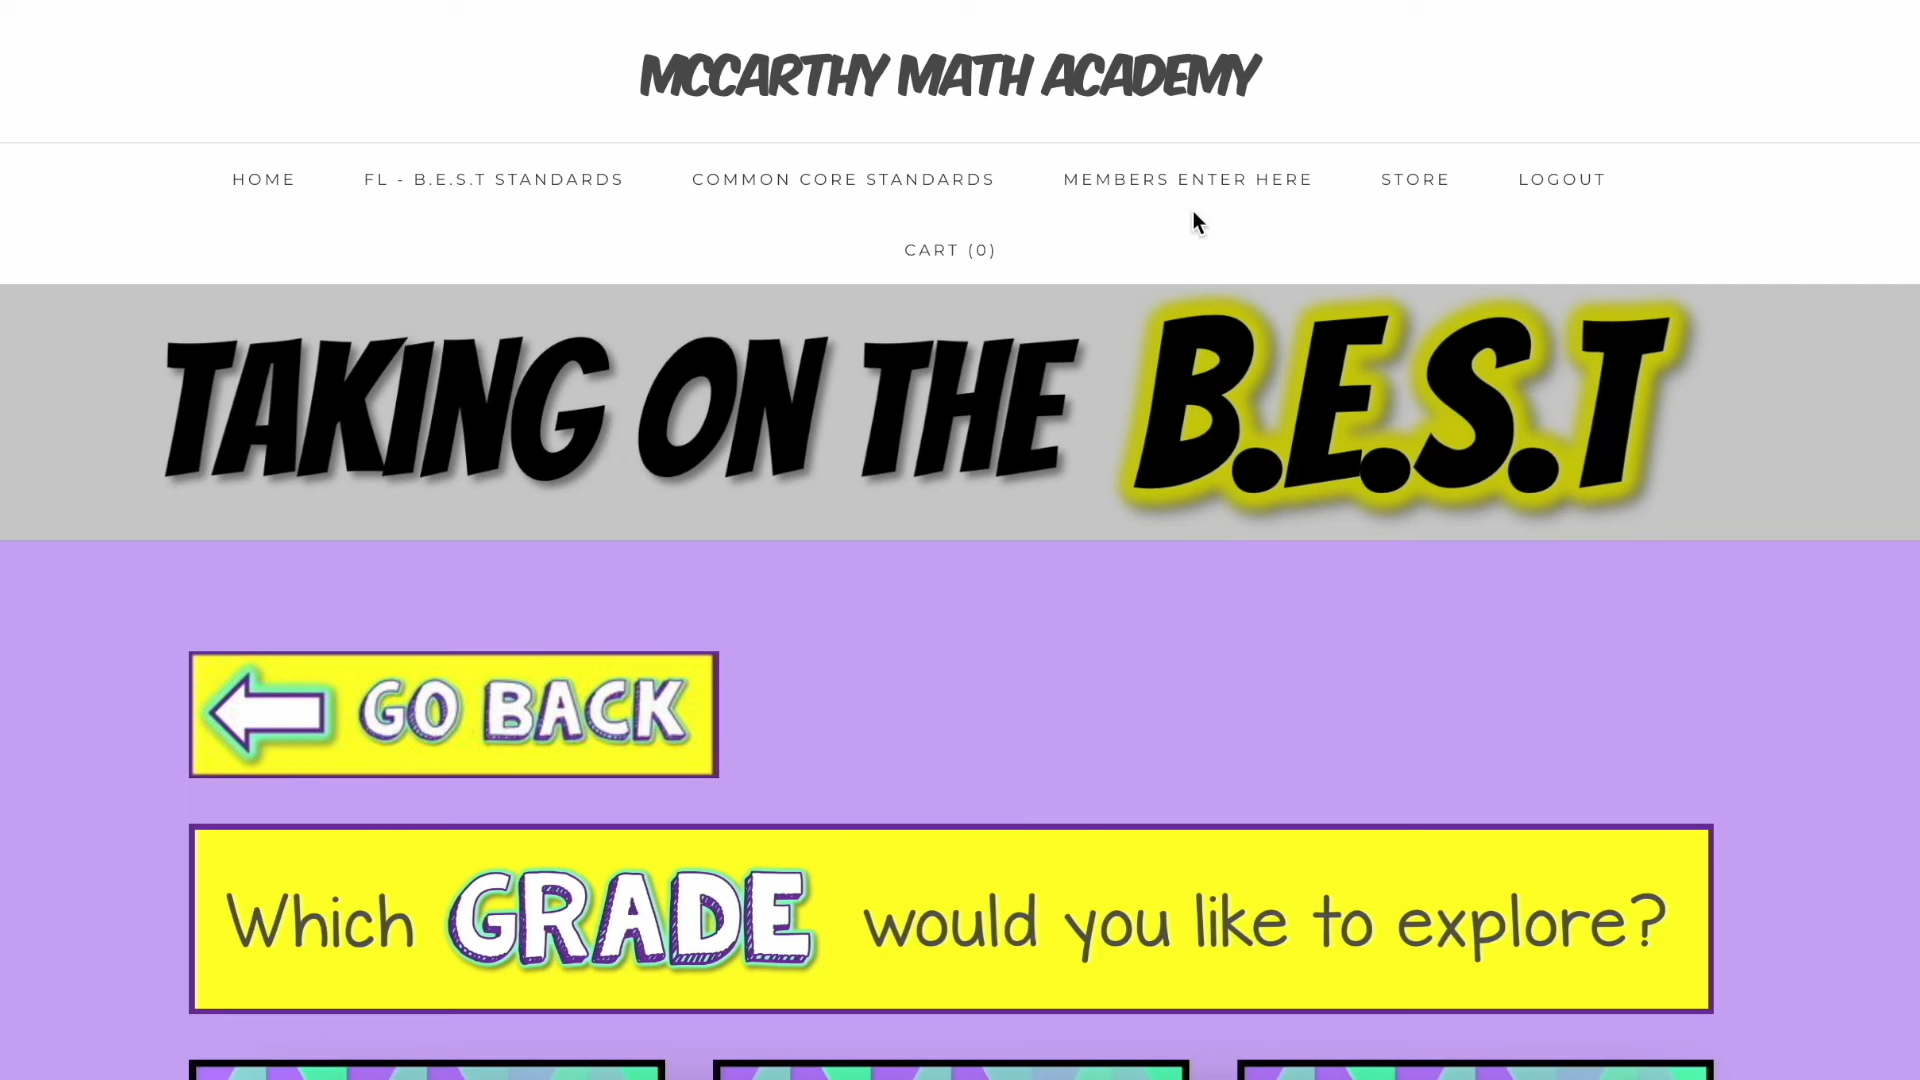 MCCARTHY MATH ACADEMY
HOME FL - B.E.S.T STANDARDS COMMON CORE STANDARDS MEMBERS ENTER HERE STORE LOGOUT
CART (0)
TAKING ON THE B.E.S.T
GO BACK
Which GRADE would you like to explore?